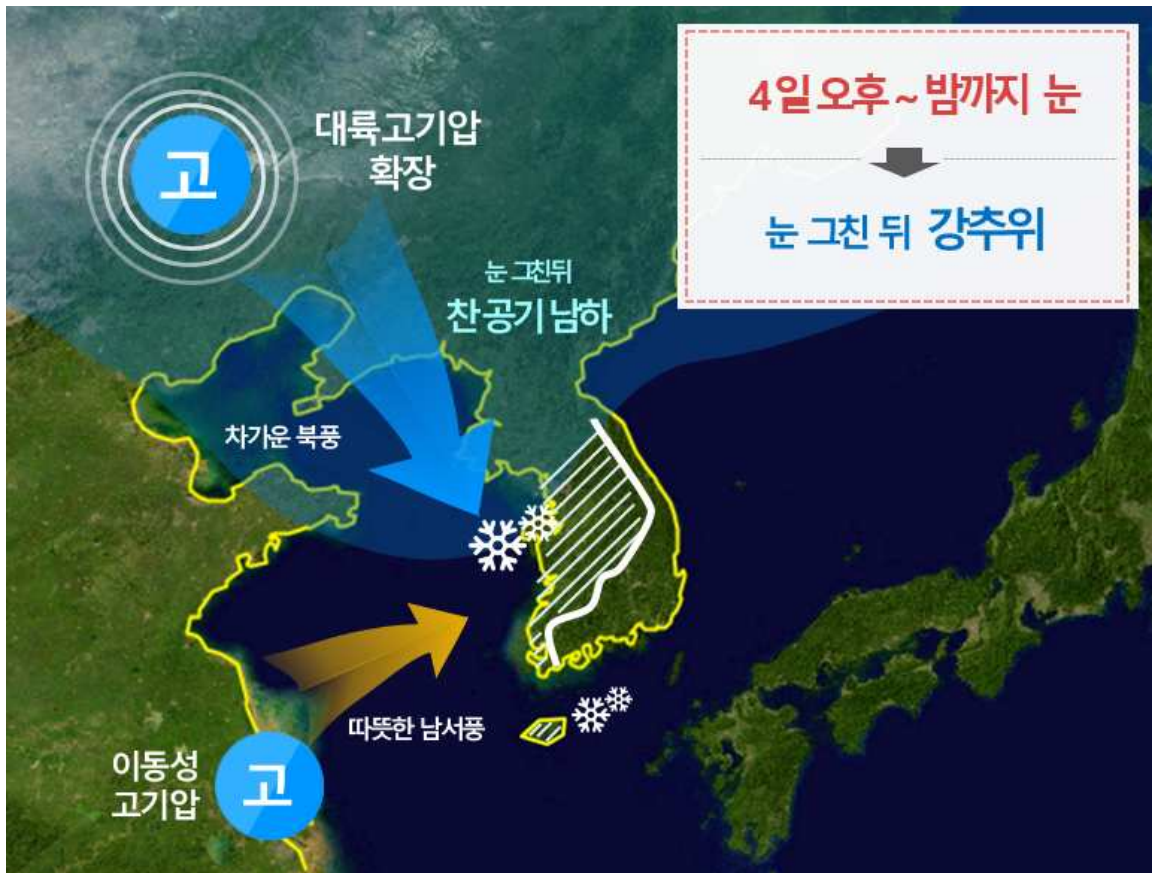 4일 오후 ~ 밤까지 눈
눈 그친 뒤 강추위
고
대륙고기압
확장
눈 그친뒤
찬 공기 남하
차가운 북풍
따뜻한 남서풍
이동성
고기압
고